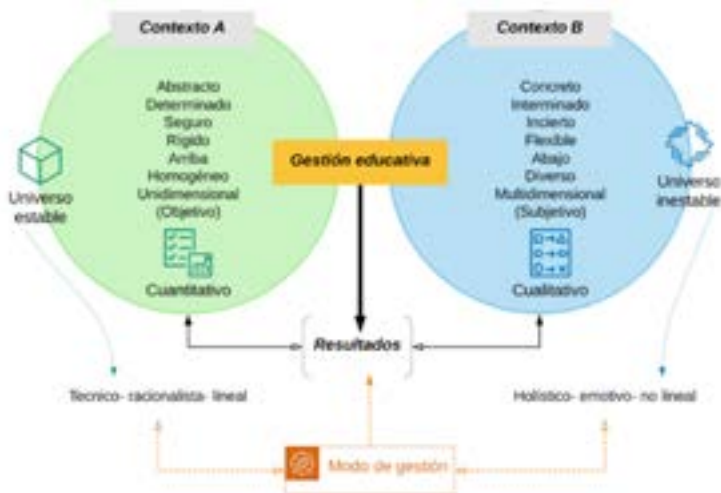 Contexto A
Contexto B
Abstracto
Determinado
Seguro
Rígido
Arriba
Homogéneo
Unidimensional
(Objetivo)
Cuantitativo
Concreto
Interminado
Incierto
Flexible
Abajo
Diverso
Multidimensional
(Subjetivo)
Cualitativo
Gestión educativa
Universo
estable
Universo
inestable
Resultados
Tecnico- racionalista- lineal
Holístico- emotivo- no lineal
Modo de gestión